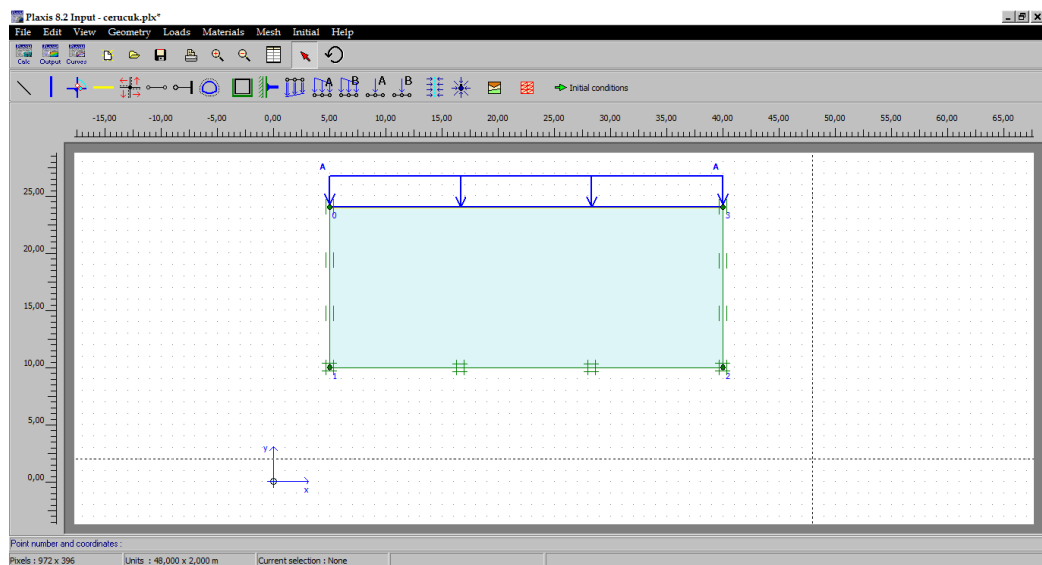 Plaxis 8.2 Input - cerucuk.plx*
File Edit View Geometry Loads Materials Mesh Initial Help
Calc Output Curves
A B A B Initial conditions
-15,00 -10,00 -5,00 0,00 5,00 10,00 15,00 20,00 25,00 30,00 35,00 40,00 45,00 50,00 55,00 60,00 65,00
A A
25,00
0 3
20,00
15,00
10,00
1 2
5,00
y
0,00
x
Point number and coordinates :
Pixels : 972 x 396 Units : 48,000 x 2,000 m Current selection : None